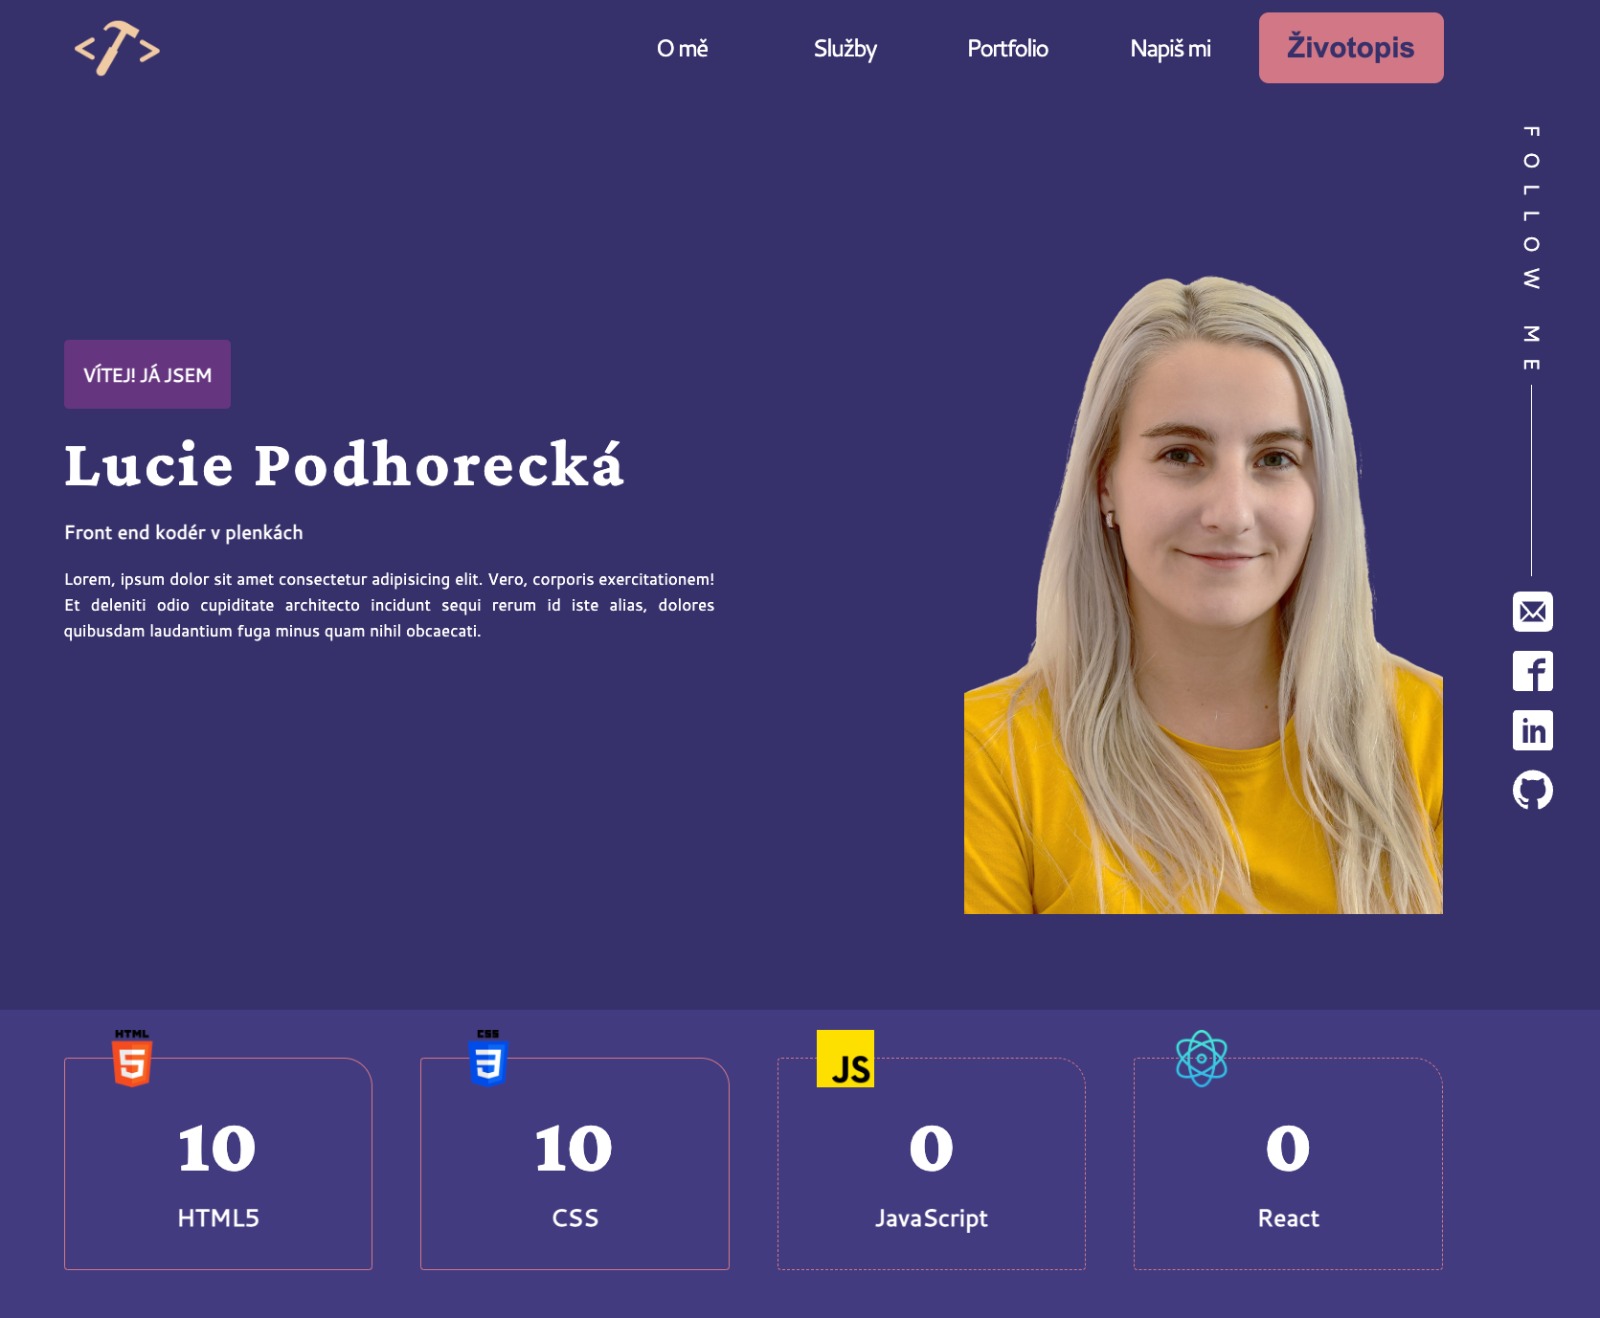 O mě
Služby
Portfolio
Napiš mi
Životopis
FOLLOW ME
VÍTEJ! JÁ JSEM
Lucie Podhorecká
Front end kodér v plenkách
Lorem, ipsum dolor sit amet consectetur adipisicing elit. Vero, corporis exercitationem!
Et deleniti odio cupiditate architecto incidunt sequi rerum id iste alias, dolores
quibusdam laudantium fuga minus quam nihil obcaecati.
in
HTML
5
10
HTML5
CSS
3
10
CSS
JS
0
JavaScript
0
React